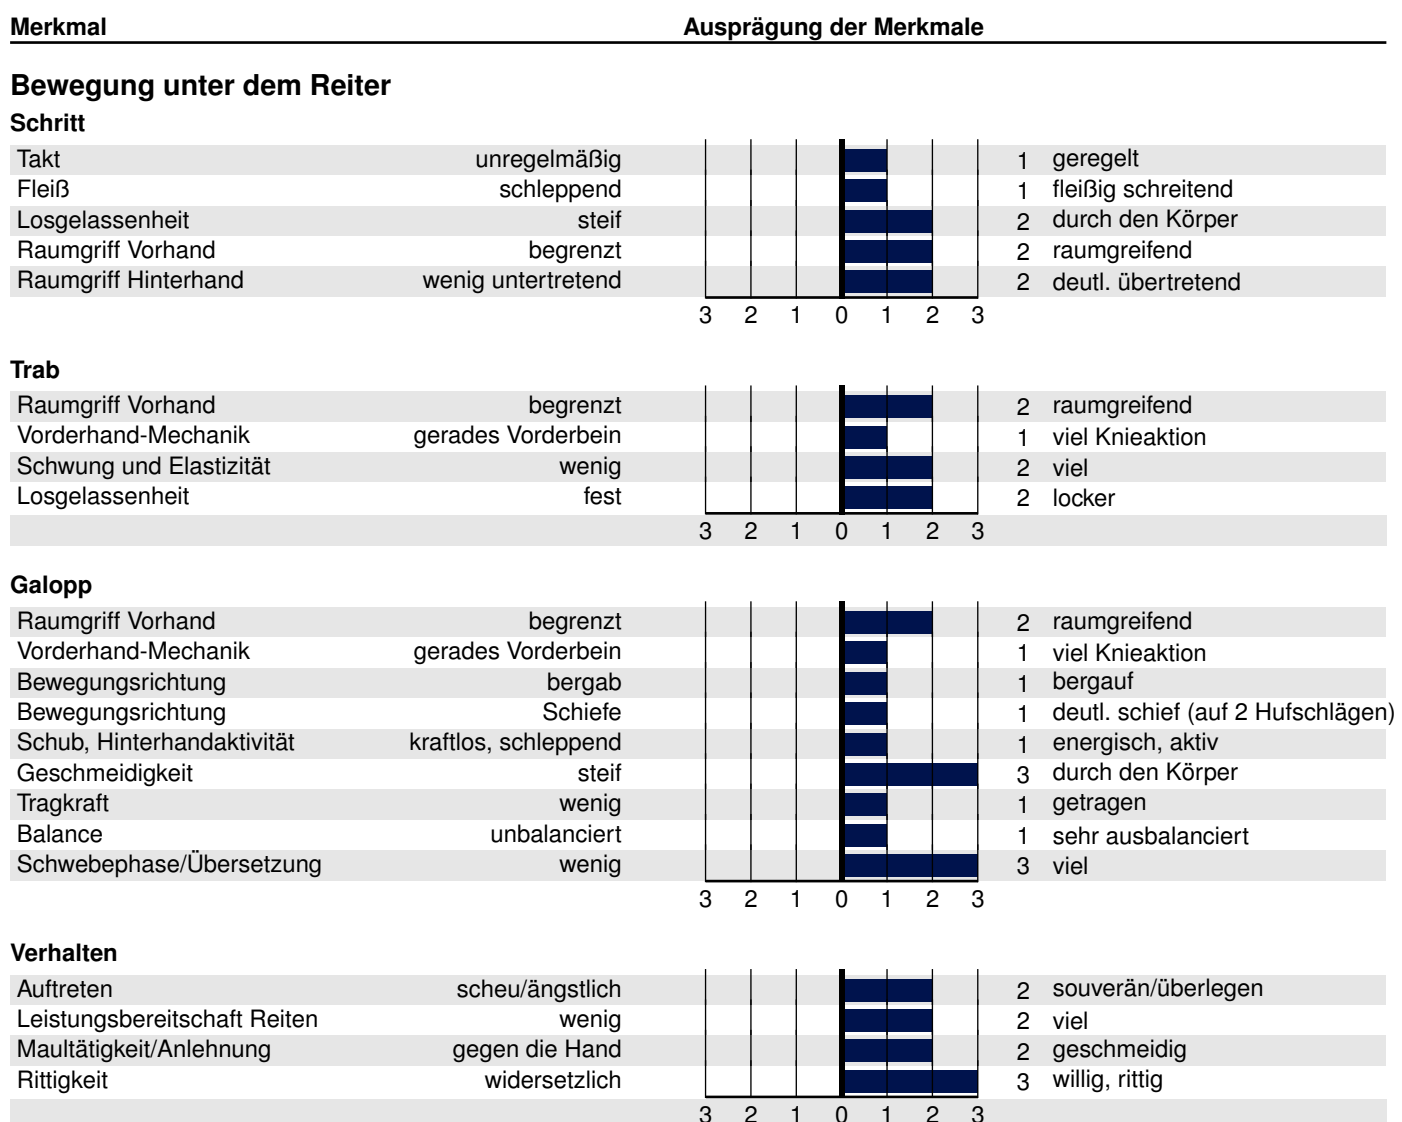 Merkmal Ausprägung der Merkmale
Bewegung unter dem Reiter
Schritt
Takt unregelmäßig 1 geregelt
Fleiß schleppend 1 fleißig schreitend
Losgelassenheit steif 2 durch den Körper
Raumgriff Vorhand begrenzt 2 raumgreifend
Raumgriff Hinterhand wenig untertretend 2 deutl. übertretend
3 2 1 0 1 2 3
Trab
Raumgriff Vorhand begrenzt 2 raumgreifend
Vorderhand-Mechanik gerades Vorderbein 1 viel Knieaktion
Schwung und Elastizität wenig 2 viel
Losgelassenheit fest 2 locker
3 2 1 0 1 2 3
Galopp
Raumgriff Vorhand begrenzt 2 raumgreifend
Vorderhand-Mechanik gerades Vorderbein 1 viel Knieaktion
Bewegungsrichtung bergab 1 bergauf
Bewegungsrichtung Schiefe 1 deutl. schief (auf 2 Hufschlägen)
Schub, Hinterhandaktivität kraftlos, schleppend 1 energisch, aktiv
Geschmeidigkeit steif 3 durch den Körper
Tragkraft wenig 1 getragen
Balance unbalanciert 1 sehr ausbalanciert
Schwebephase/Übersetzung wenig 3 viel
3 2 1 0 1 2 3
Verhalten
Auftreten scheu/ängstlich 2 souverän/überlegen
Leistungsbereitschaft Reiten wenig 2 viel
Maultätigkeit/Anlehnung gegen die Hand 2 geschmeidig
Rittigkeit widersetzlich 3 willig, rittig
3 2 1 0 1 2 3